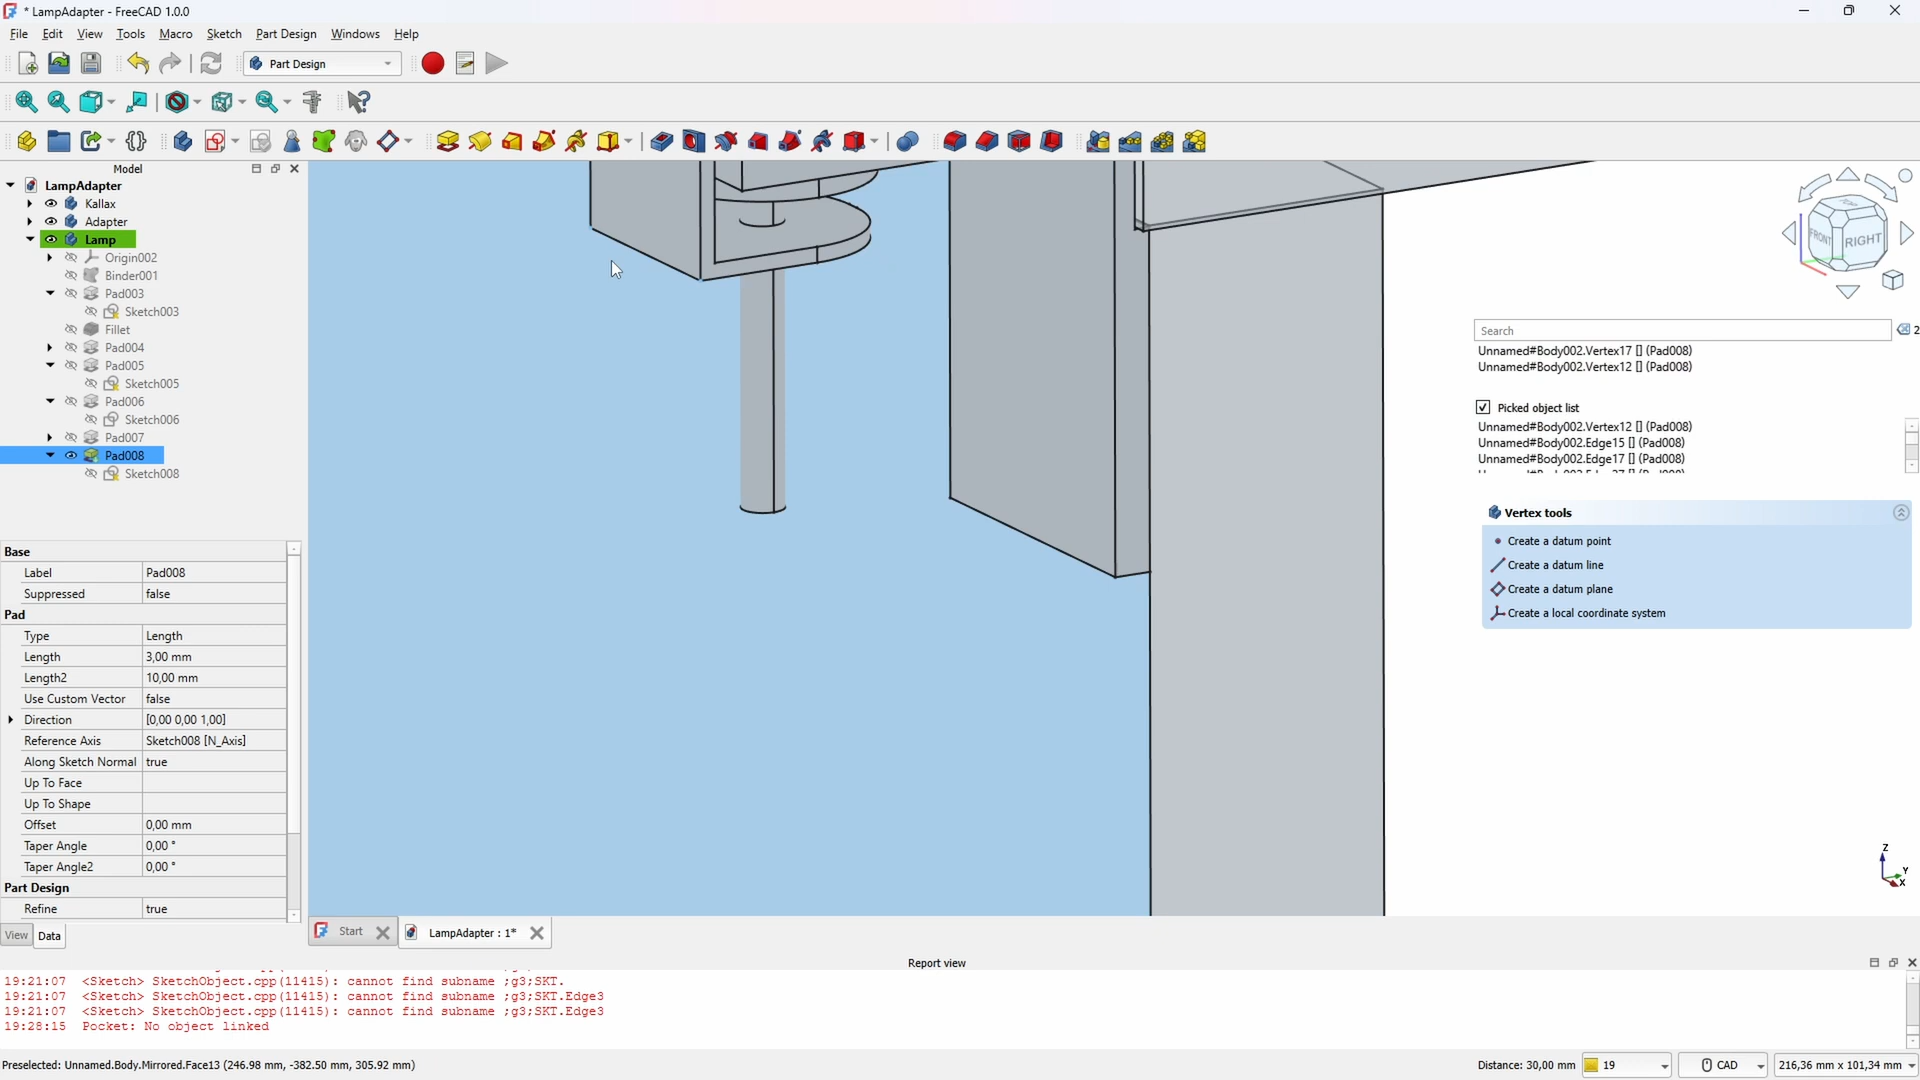 * LampAdapter - FreeCAD 1.0.0
File Edit View Tools Macro Sketch Part Design Windows Help
Part Design
Model
LampAdapter
Kallax
Adapter
Lamp
Origin002
Binder001
Pad003
Sketch003
Fillet
Pad004
Pad005
Sketch005
Pad006
Sketch006
Pad007
Pad008
Sketch008
Base
Label Pad008
Suppressed false
Pad
Type Length
Length 3,00 mm
Length2 10,00 mm
Use Custom Vector false
Direction [0,00 0,00 1,00]
Reference Axis Sketch008 [N_Axis]
Along Sketch Normal true
Up To Face
Up To Shape
Offset 0,00 mm
Taper Angle 0,00 °
Taper Angle2 0,00 °
Part Design
Refine true
View Data
TOP
FRONT
RIGHT
Search
2
Unnamed#Body002.Vertex17 [] (Pad008)
Unnamed#Body002.Vertex12 [] (Pad008)
Picked object list
Unnamed#Body002.Vertex12 [] (Pad008)
Unnamed#Body002.Edge15 [] (Pad008)
Unnamed#Body002.Edge17 [] (Pad008)
Vertex tools
Create a datum point
Create a datum line
Create a datum plane
Create a local coordinate system
Z
Y
X
Start
LampAdapter : 1*
Report view
19:21:07 <Sketch> SketchObject.cpp(11415): cannot find subname ;g3;SKT.
19:21:07 <Sketch> SketchObject.cpp(11415): cannot find subname ;g3;SKT.Edge3
19:21:07 <Sketch> SketchObject.cpp(11415): cannot find subname ;g3;SKT.Edge3
19:28:15 Pocket: No object linked
Preselected: Unnamed.Body.Mirrored.Face13 (246.98 mm, -382.50 mm, 305.92 mm)
Distance: 30,00 mm
19
CAD
216,36 mm x 101,34 mm